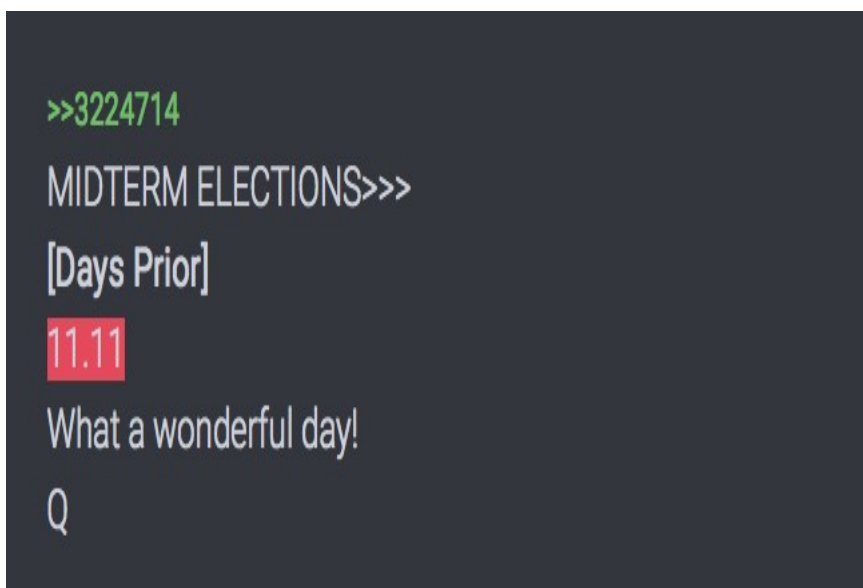 >>3224714
MIDTERM ELECTIONS>>>
[Days Prior]
11.11
What a wonderful day!
Q